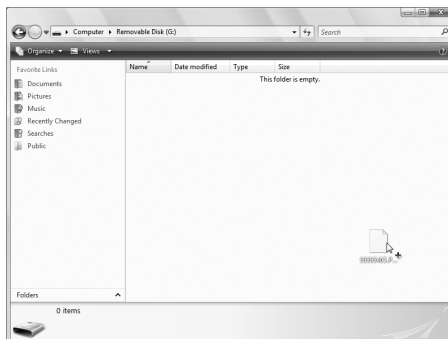 Computer ▸ Removable Disk (G:) Search
Organize Views
Favorite Links
Documents
Pictures
Music
Recently Changed
Searches
Public
Name Date modified Type Size
This folder is empty.
Folders
0 items